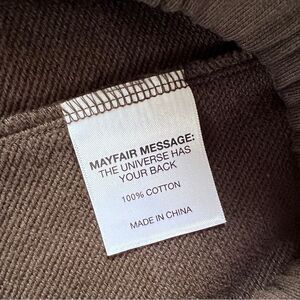 MAYFAIR MESSAGE:
THE UNIVERSE HAS
YOUR BACK
100% COTTON
MADE IN CHINA